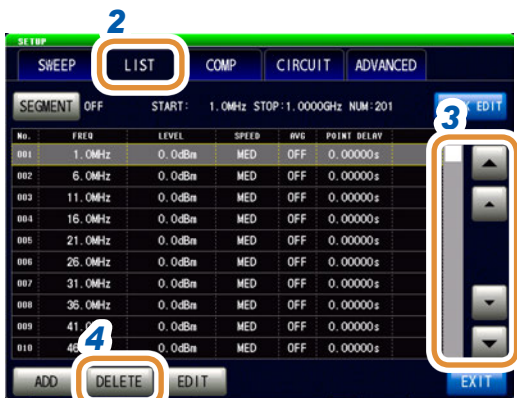 2
SETUP
SWEEP LIST COMP CIRCUIT ADVANCED
SEGMENT OFF START: 1.0MHz STOP:1.0000GHz NUM:201 EDIT
3
No. FREQ LEVEL SPEED AVG POINT DELAY
001 1.0MHz 0.0dBm MED OFF 0.00000s
002 6.0MHz 0.0dBm MED OFF 0.00000s
003 11.0MHz 0.0dBm MED OFF 0.00000s
004 16.0MHz 0.0dBm MED OFF 0.00000s
005 21.0MHz 0.0dBm MED OFF 0.00000s
006 26.0MHz 0.0dBm MED OFF 0.00000s
007 31.0MHz 0.0dBm MED OFF 0.00000s
008 36.0MHz 0.0dBm MED OFF 0.00000s
009 41. 0.0dBm MED OFF 0.00000s
4
010 0.0dBm MED OFF 0.00000s
ADD DELETE EDIT EXIT